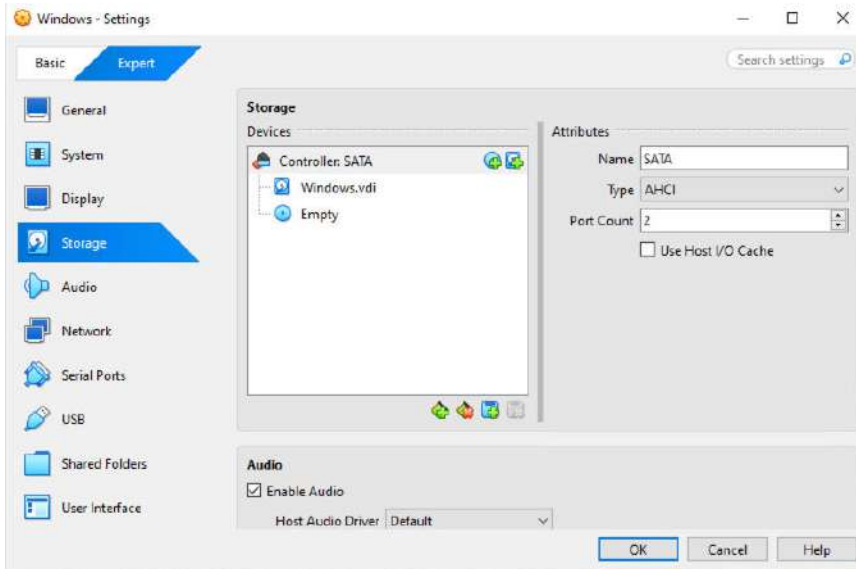 Windows - Settings
Basic
Expert
Search settings
General
System
Display
Storage
Audio
Network
Serial Ports
USB
Shared Folders
User Interface
Storage
Devices
Controller: SATA
Windows.vdi
Empty
Attributes
Name SATA
Type AHCI
Port Count 2
Use Host I/O Cache
Audio
Enable Audio
Host Audio Driver Default
OK Cancel Help